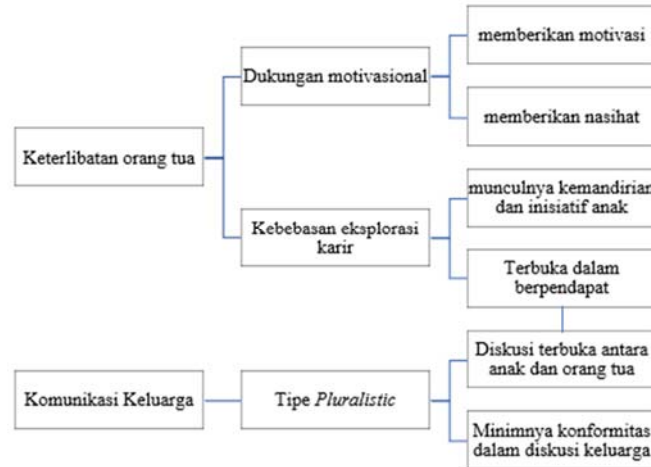 memberikan motivasi
Dukungan motivasional
memberikan nasihat
Keterlibatan orang tua
munculnya kemandirian
dan inisiatif anak
Kebebasan eksplorasi
karir
Terbuka dalam
berpendapat
Diskusi terbuka antara
anak dan orang tua
Komunikasi Keluarga
Tipe Pluralistic
Minimnya konformitas
dalam diskusi keluarga